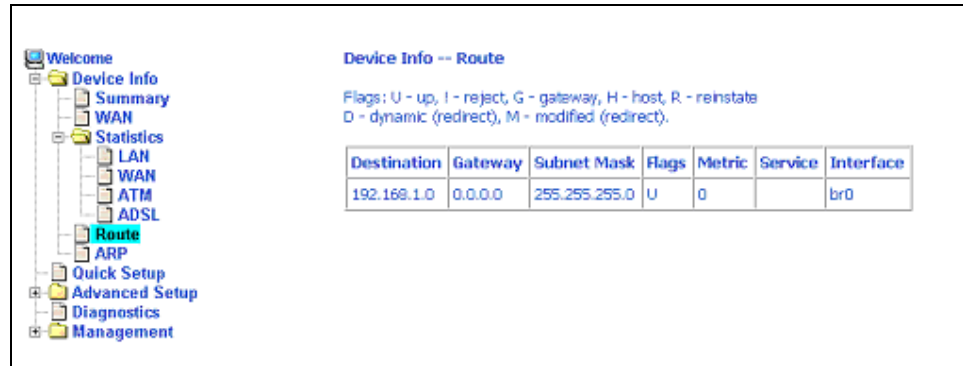 Welcome
Device Info
Summary
WAN
Statistics
LAN
WAN
ATM
ADSL
Route
ARP
Quick Setup
Advanced Setup
Diagnostics
Management
Device Info -- Route
Flags: U - up, ! - reject, G - gateway, H - host, R - reinstate
D - dynamic (redirect), M - modified (redirect).
Destination Gateway Subnet Mask Flags Metric Service Interface
192.168.1.0 0.0.0.0 255.255.255.0 U 0 br0